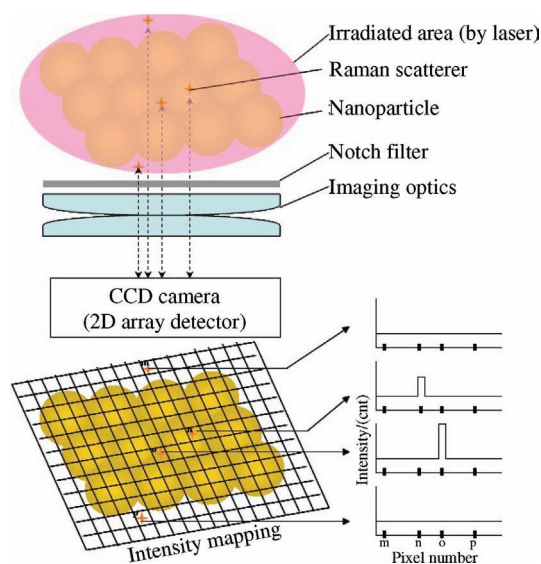 Irradiated area (by laser)
Raman scatterer
Nanoparticle
Notch filter
Imaging optics
CCD camera
(2D array detector)
Intensity/(cnt)
Intensity mapping
m n o p
Pixel number